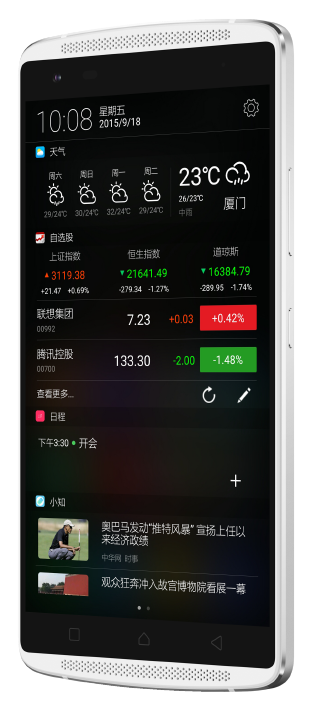 10:08
星期五
2015/9/18
天气
周六 周日 周一 周二
29/24℃ 30/24℃ 32/24℃ 29/24℃
23℃
26/23℃
中雨
厦门
自选股
上证指数 恒生指数 道琼斯
▲3119.38 ▼21641.49 ▼16384.79
+21.47 +0.69% -279.34 -1.27% -289.95 -1.74%
联想集团
00992
7.23 +0.03 +0.42%
腾讯控股
00700
133.30 -2.00 -1.48%
查看更多...
日程
下午3:30 • 开会
小知
奥巴马发动“推特风暴” 宣扬上任以
来经济政绩
中华网 时事
观众狂奔冲入故宫博物院看展一幕